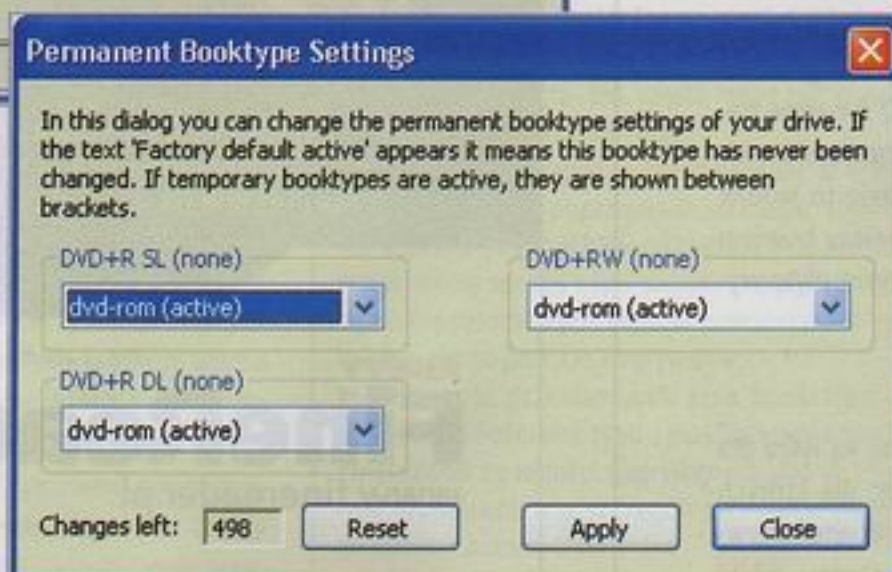 Permanent Booktype Settings
In this dialog you can change the permanent booktype settings of your drive. If
the text 'Factory default active' appears it means this booktype has never been
changed. If temporary booktypes are active, they are shown between
brackets.
DVD+R SL (none)
DVD+RW (none)
dvd-rom (active)
dvd-rom (active)
DVD+R DL (none)
dvd-rom (active)
Changes left: 498
Reset
Apply
Close